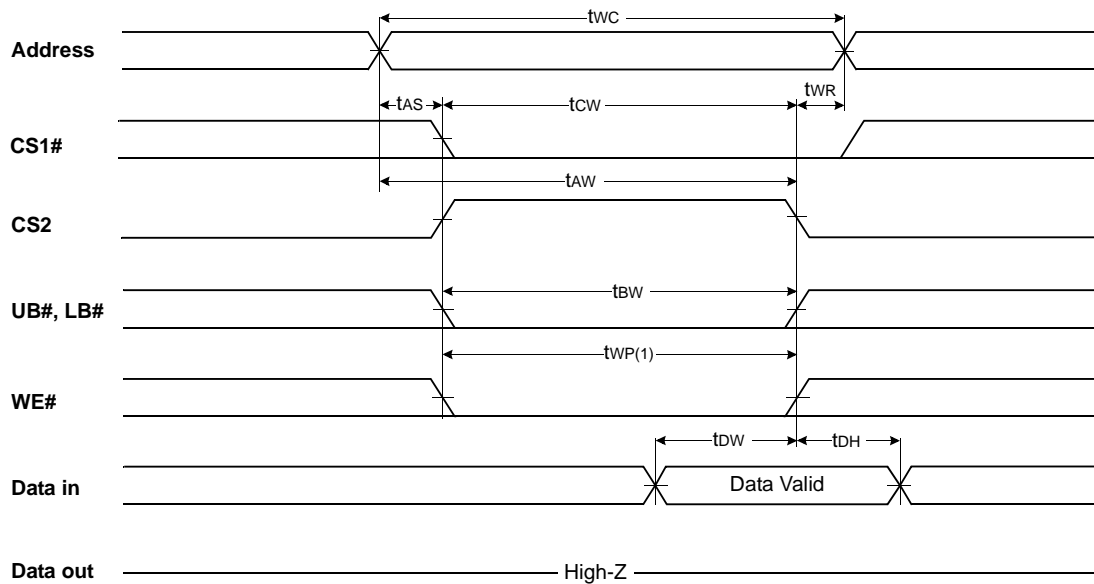 tWC
Address
tAS
tCW
tWR
CS1#
tAW
CS2
tBW
UB#, LB#
tWP(1)
WE#
tDW
tDH
Data in
Data Valid
Data out
High-Z